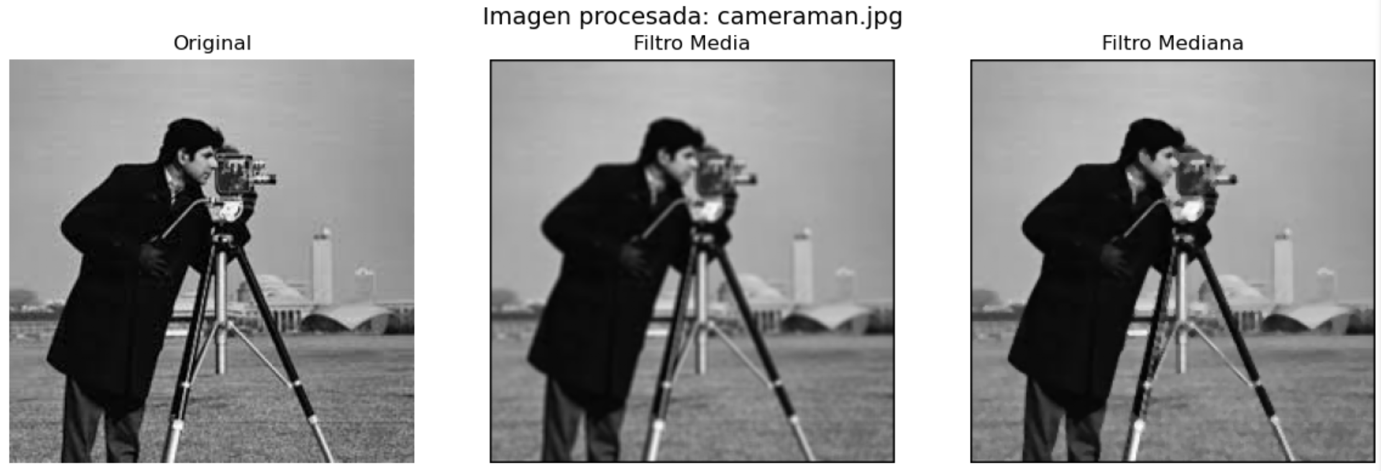 Imagen procesada: cameraman.jpg
Original
Filtro Media
Filtro Mediana